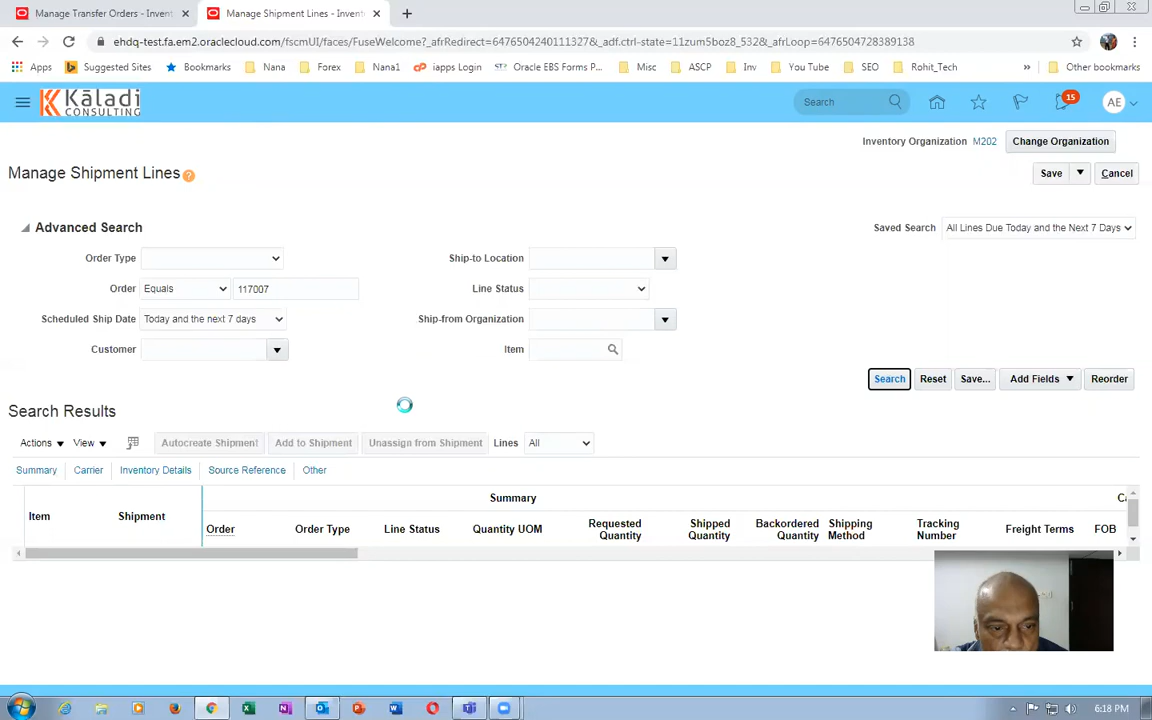 Manage Transfer Orders - Invent
Manage Shipment Lines - Invent
ehdq-test.fa.em2.oraclecloud.com/fscmUI/faces/FuseWelcome?_afrRedirect=6476504240111327&_adf.ctrl-state=11zum5boz8_532&_afrLoop=6476504728389138
Apps
Suggested Sites
Bookmarks
Nana
Forex
Nana1
iapps Login
Oracle EBS Forms P...
Misc
ASCP
Inv
You Tube
SEO
Rohit_Tech
»
Other bookmarks
Kāladi
CONSULTING
Search
15
AE
Inventory Organization M202
Change Organization
Manage Shipment Lines
Save
Cancel
Advanced Search
Saved Search
All Lines Due Today and the Next 7 Days
Order Type
Ship-to Location
Order
Equals
117007
Line Status
Scheduled Ship Date
Today and the next 7 days
Ship-from Organization
Customer
Item
Search
Reset
Save...
Add Fields
Reorder
Search Results
Actions
View
Autocreate Shipment
Add to Shipment
Unassign from Shipment
Lines
All
Summary
Carrier
Inventory Details
Source Reference
Other
Summary
Item
Shipment
Order
Order Type
Line Status
Quantity UOM
Requested Quantity
Shipped Quantity
Backordered Quantity
Shipping Method
Tracking Number
Freight Terms
FOB
6:18 PM